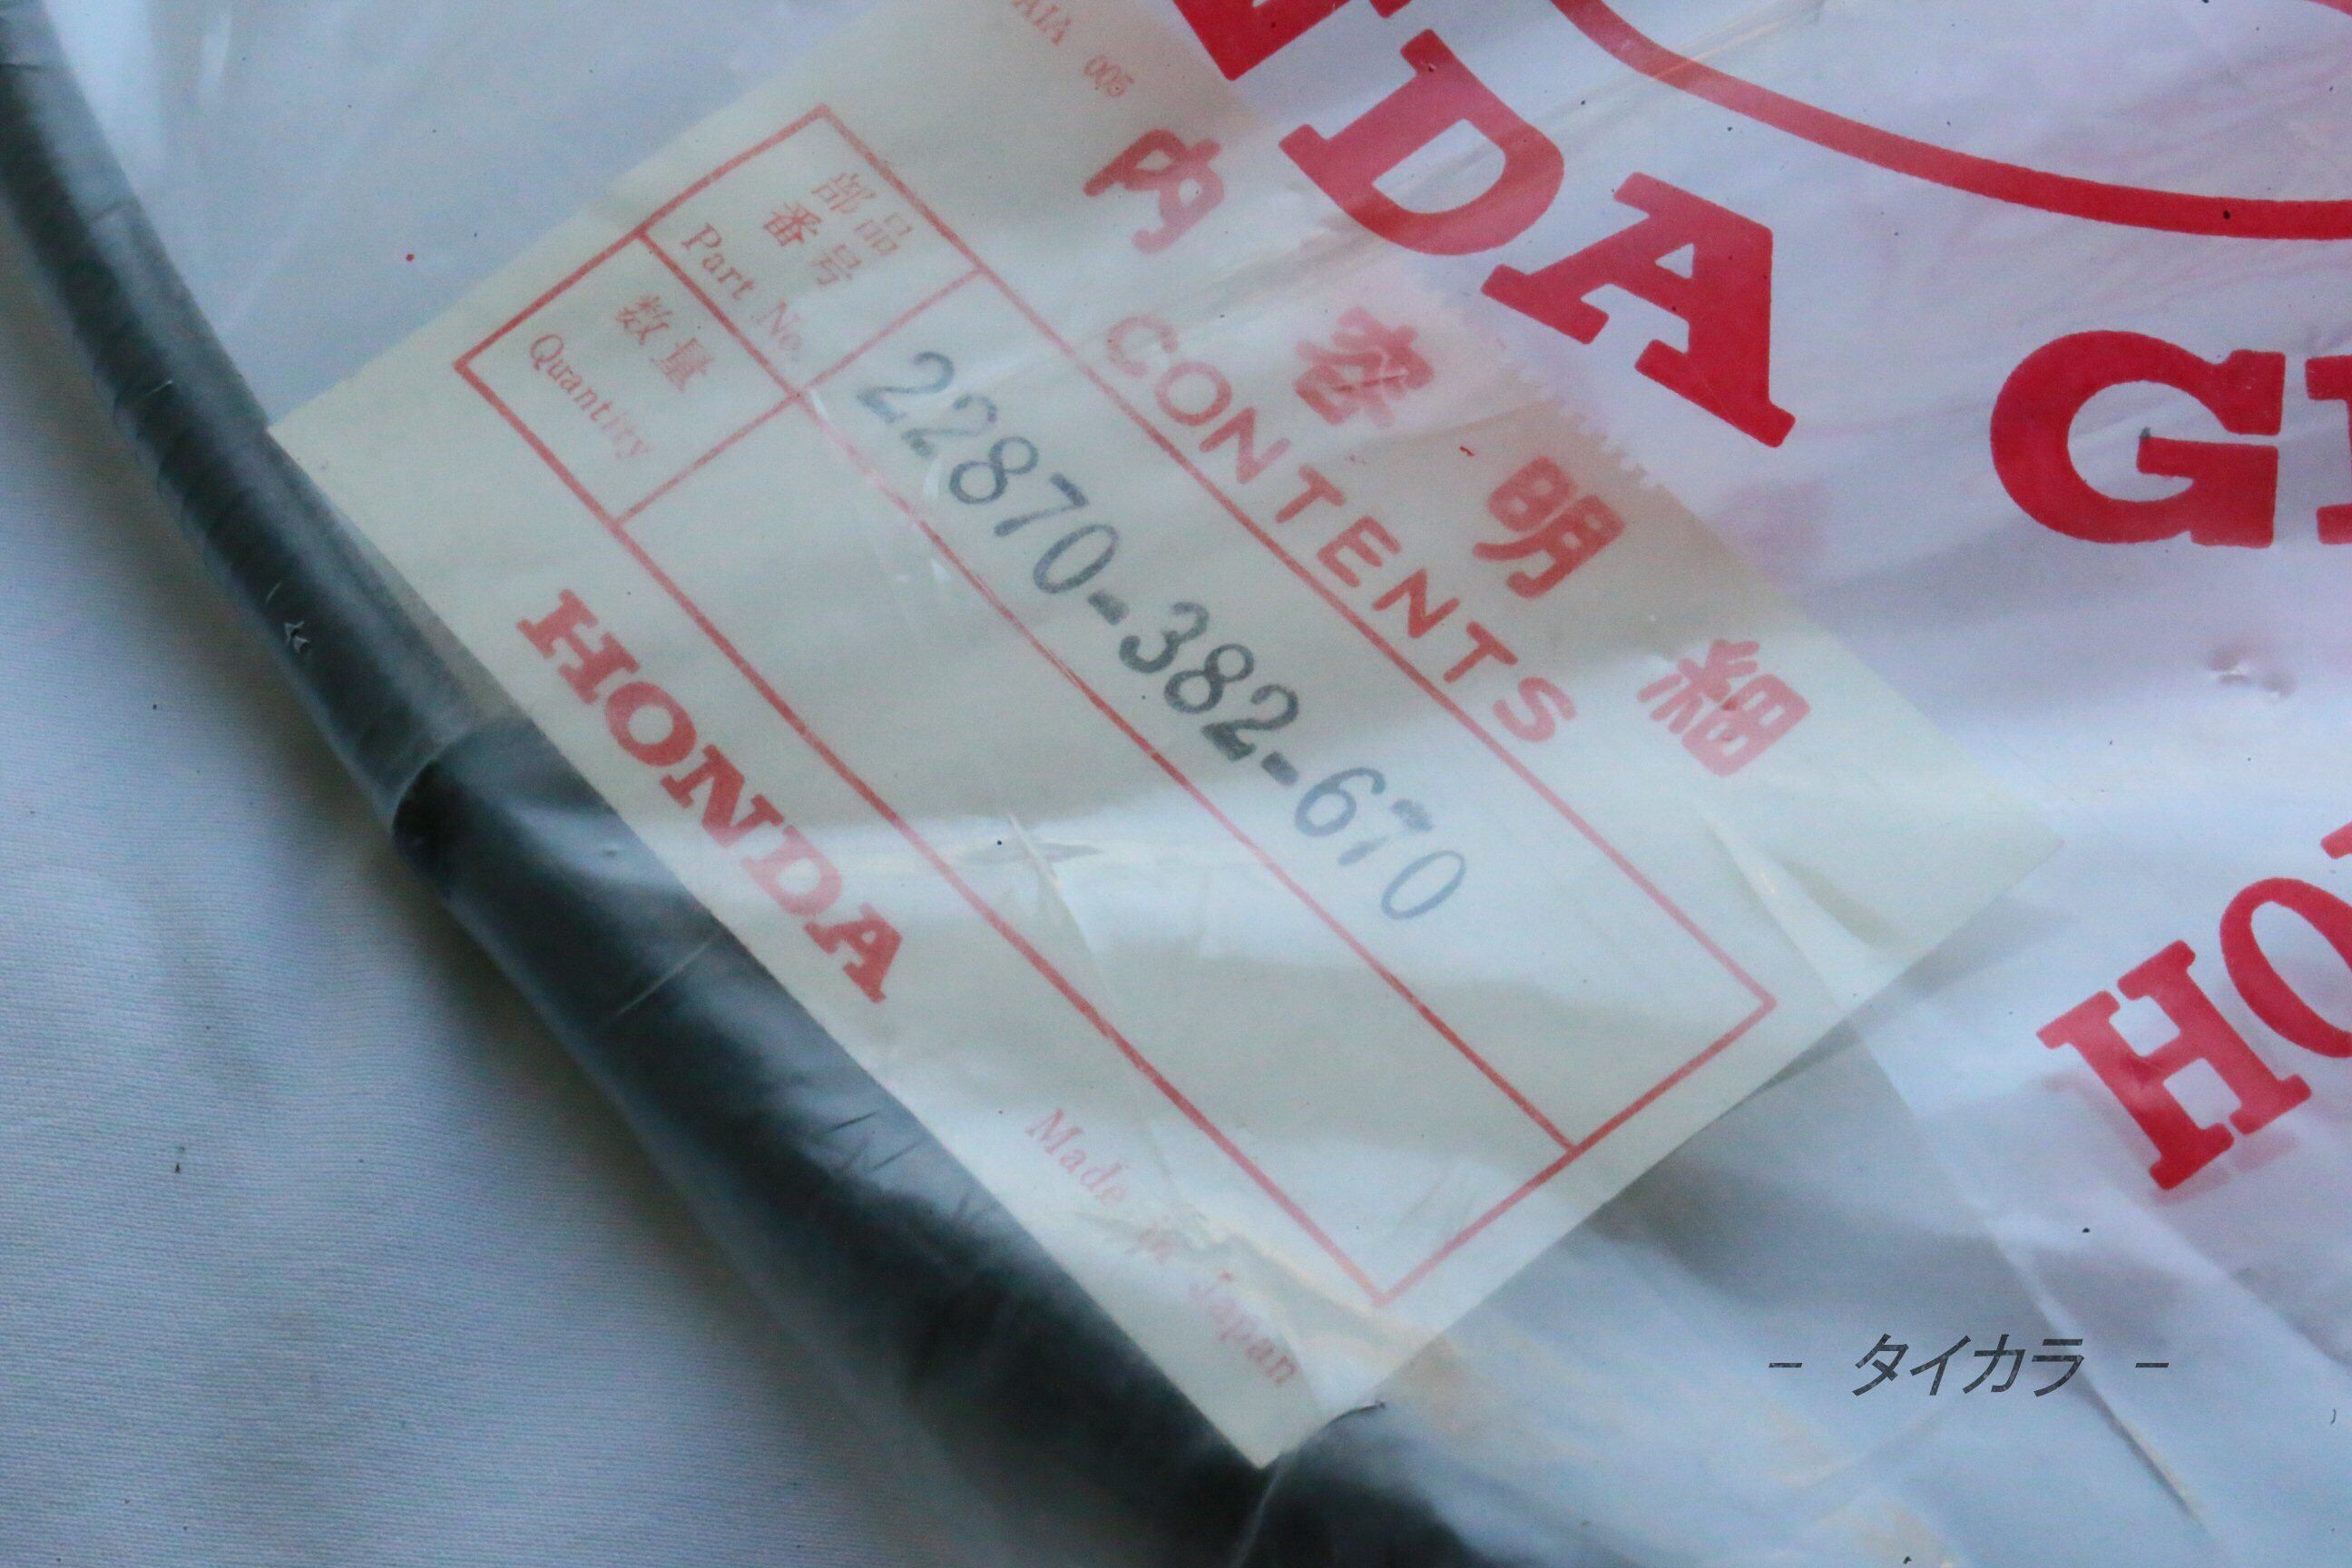 DA
G
HO
005
内容明細
CONTENTS
部品
番号
Part No.
22870-382-670
数量
Quantity
HONDA
Made in Japan
- タイカラ -